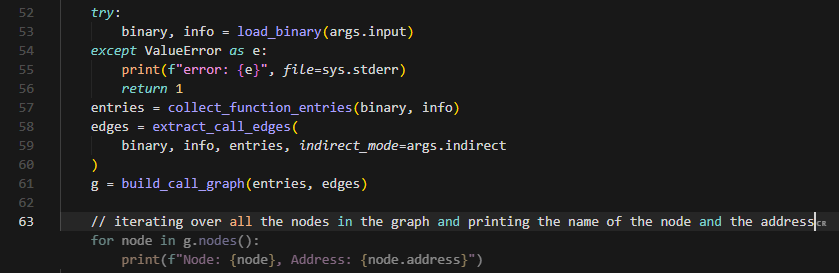 52 try:
53 binary, info = load_binary(args.input)
54 except ValueError as e:
55 print(f"error: {e}", file=sys.stderr)
56 return 1
57 entries = collect_function_entries(binary, info)
58 edges = extract_call_edges(
59 binary, info, entries, indirect_mode=args.indirect
60 )
61 g = build_call_graph(entries, edges)
62
63 // iterating over all the nodes in the graph and printing the name of the node and the address
for node in g.nodes():
print(f"Node: {node}, Address: {node.address}")